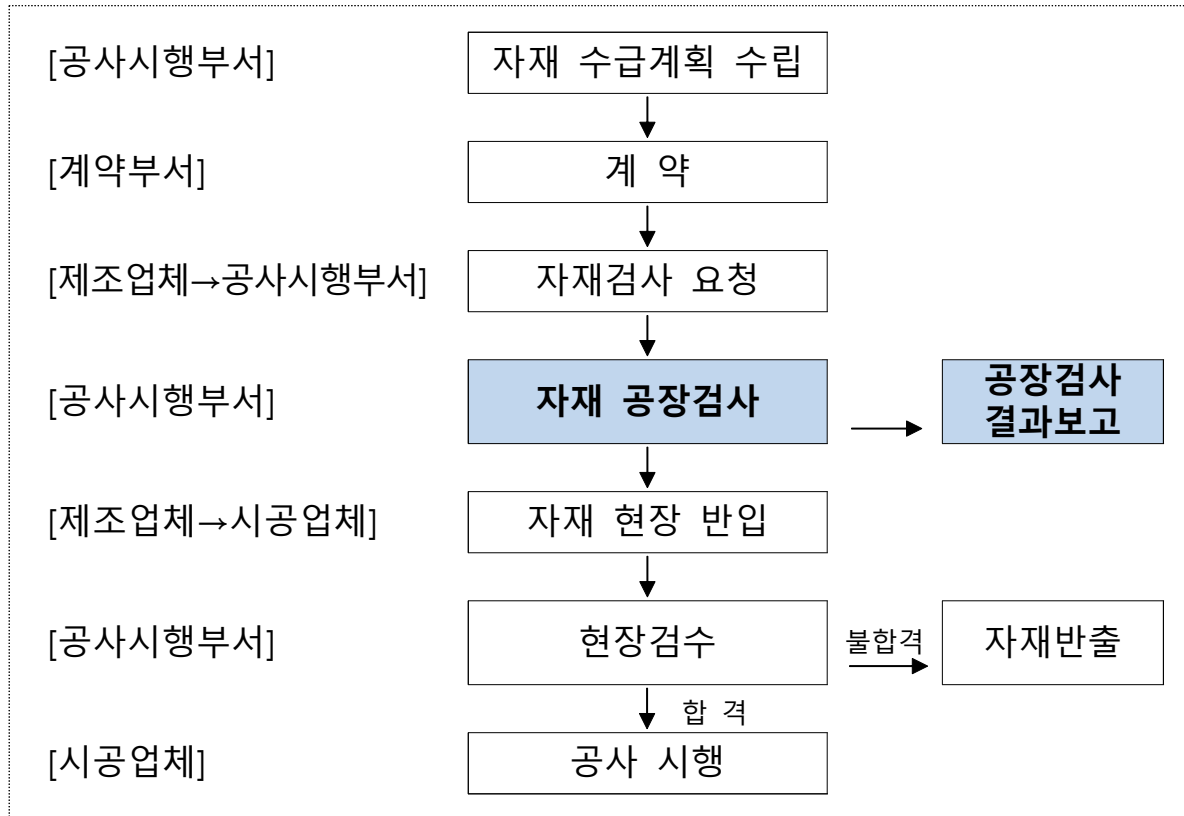 [공사시행부서]
자재 수급계획 수립
[계약부서]
계 약
[제조업체→공사시행부서]
자재검사 요청
[공사시행부서]
자재 공장검사
공장검사
결과보고
[제조업체→시공업체]
자재 현장 반입
[공사시행부서]
현장검수
불합격
자재반출
합 격
[시공업체]
공사 시행